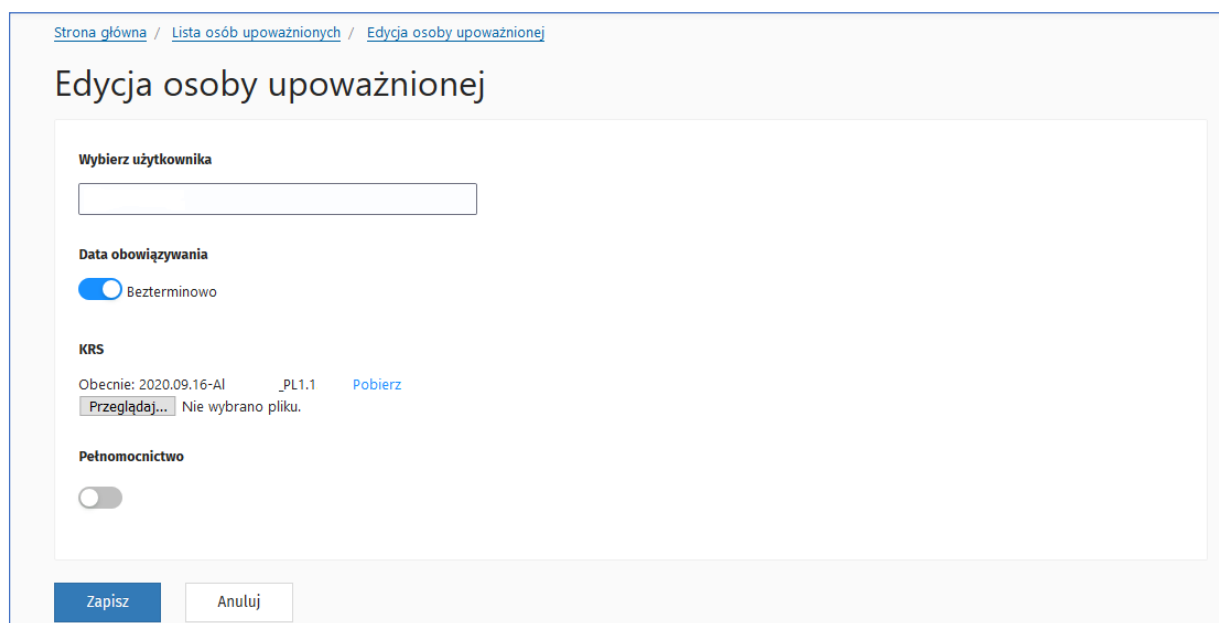 Strona główna / Lista osób upoważnionych / Edycja osoby upoważnionej
Edycja osoby upoważnionej
Wybierz użytkownika
Data obowiązywania
Bezterminowo
KRS
Obecnie: 2020.09.16-Al _PL1.1 Pobierz
Przeglądaj... Nie wybrano pliku.
Pełnomocnictwo
Zapisz Anuluj